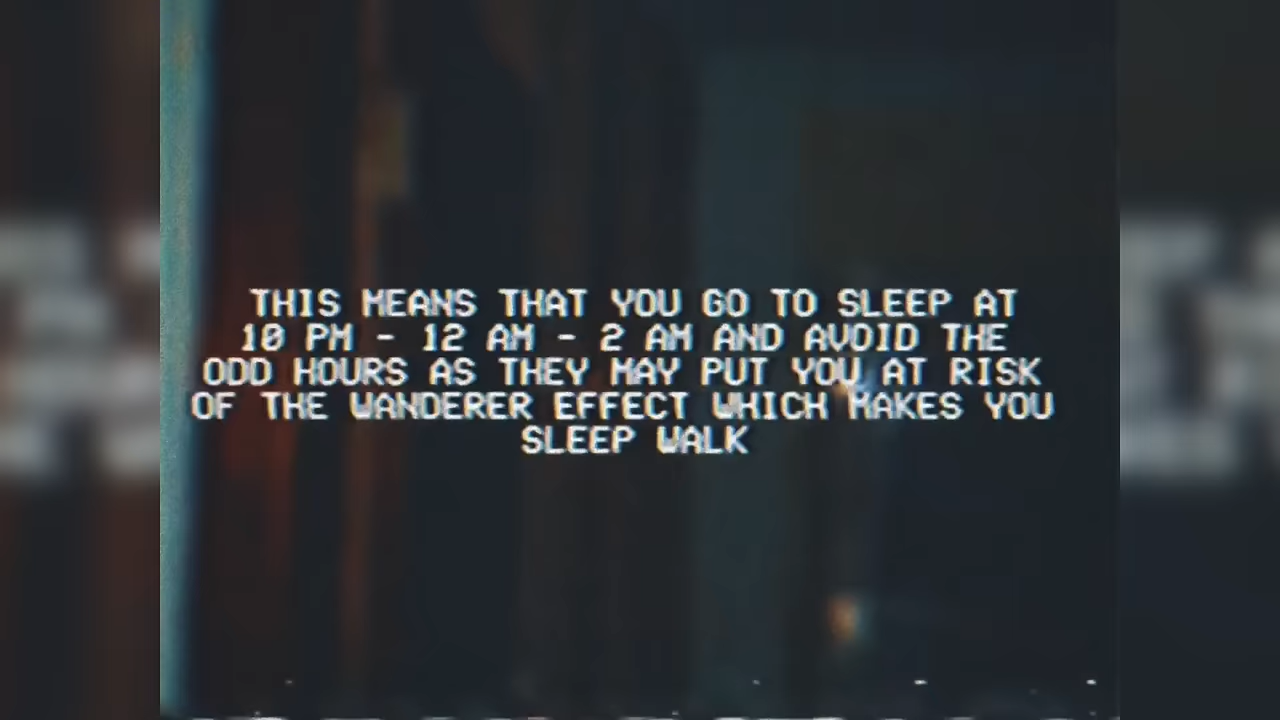 THIS MEANS THAT YOU GO TO SLEEP AT
10 PM - 12 AM - 2 AM AND AVOID THE
ODD HOURS AS THEY MAY PUT YOU AT RISK
OF THE WANDERER EFFECT WHICH MAKES YOU
SLEEP WALK